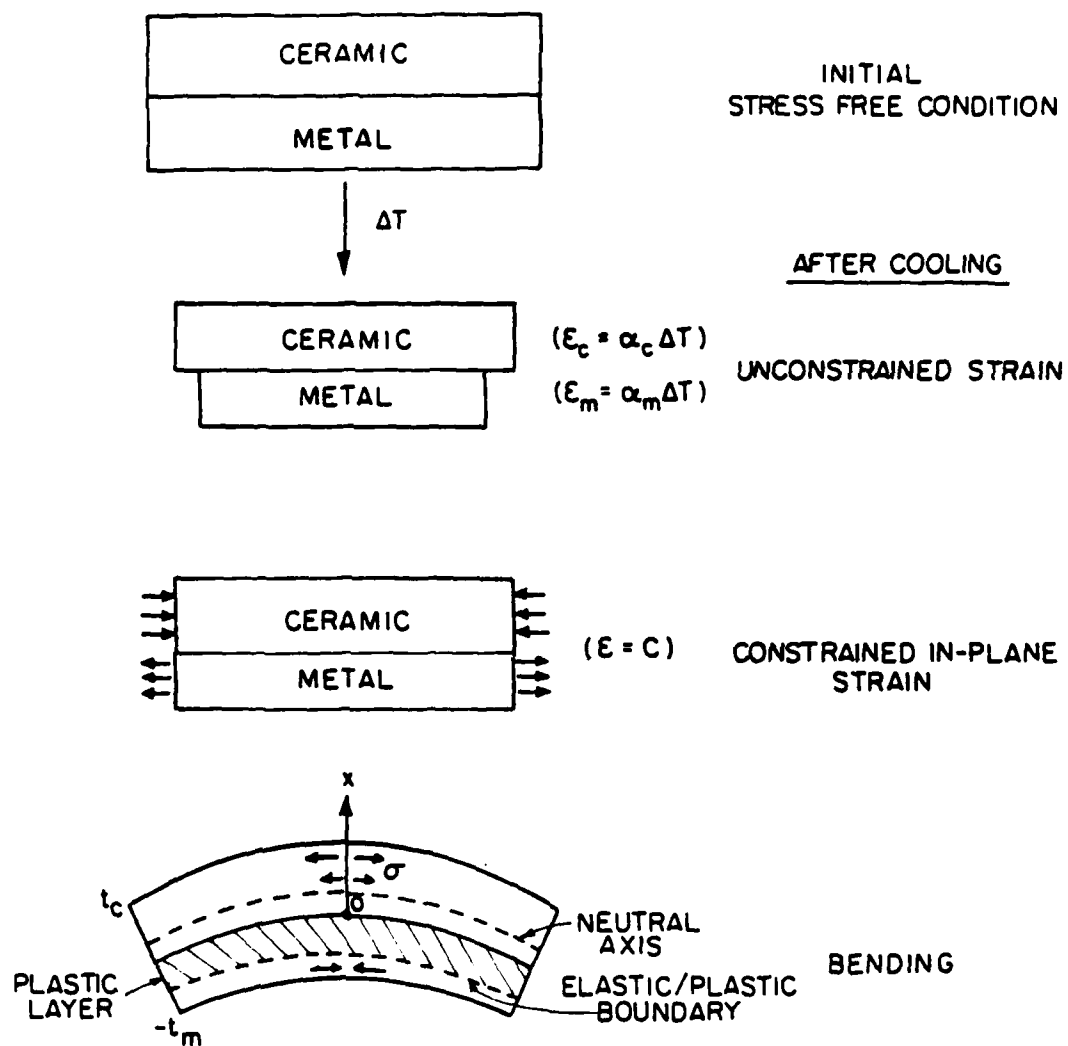 CERAMIC
METAL
INITIAL
STRESS FREE CONDITION
ΔT
AFTER COOLING
CERAMIC
(ε_c = α_c ΔT)
METAL
(ε_m = α_m ΔT)
UNCONSTRAINED STRAIN
CERAMIC
METAL
(ε = C)
CONSTRAINED IN-PLANE
STRAIN
x
σ
t_c
O
NEUTRAL
AXIS
BENDING
PLASTIC
LAYER
ELASTIC/PLASTIC
BOUNDARY
-t_m